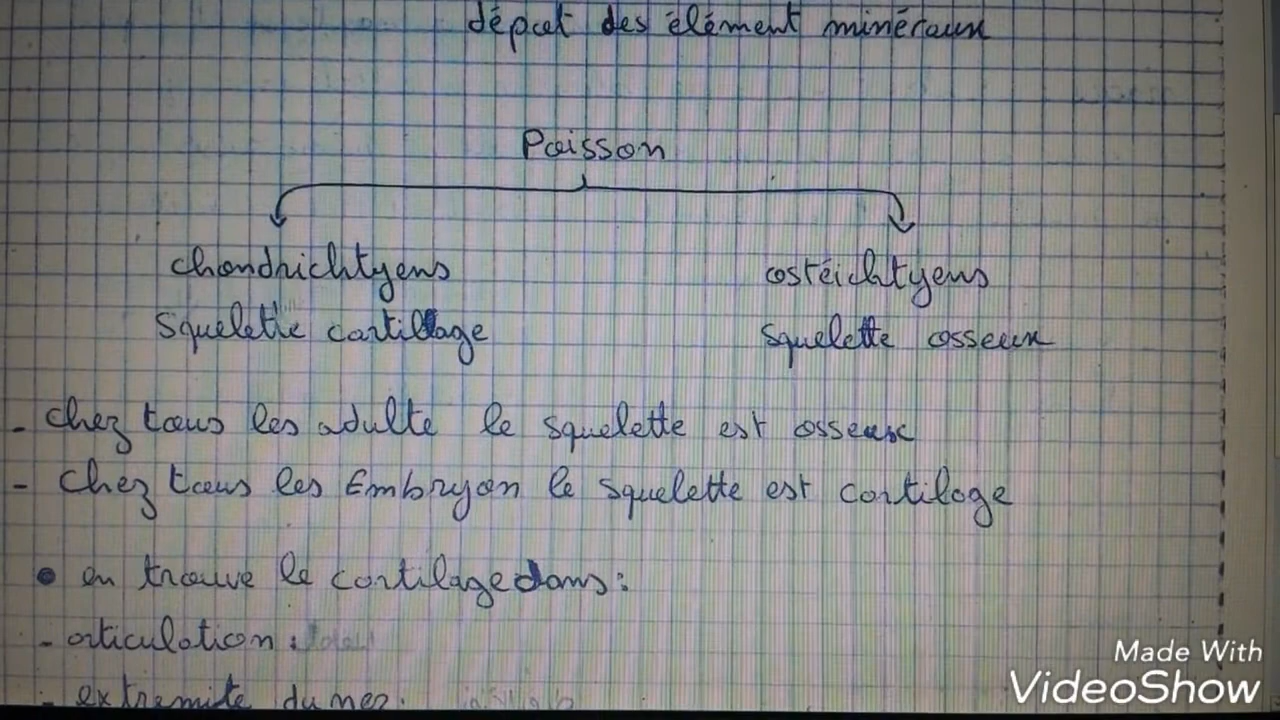 dépot des élément minéraux
Poisson
chondrichtyens
ostéichtyens
squelette cartillage
squelette osseux
- chez tous les adulte le squelette est osseux
- chez tous les Embryon le squelette est cartilage
• on trouve le cartilage dans :
- articulation :
- extremite du nez.
Made With
VideoShow